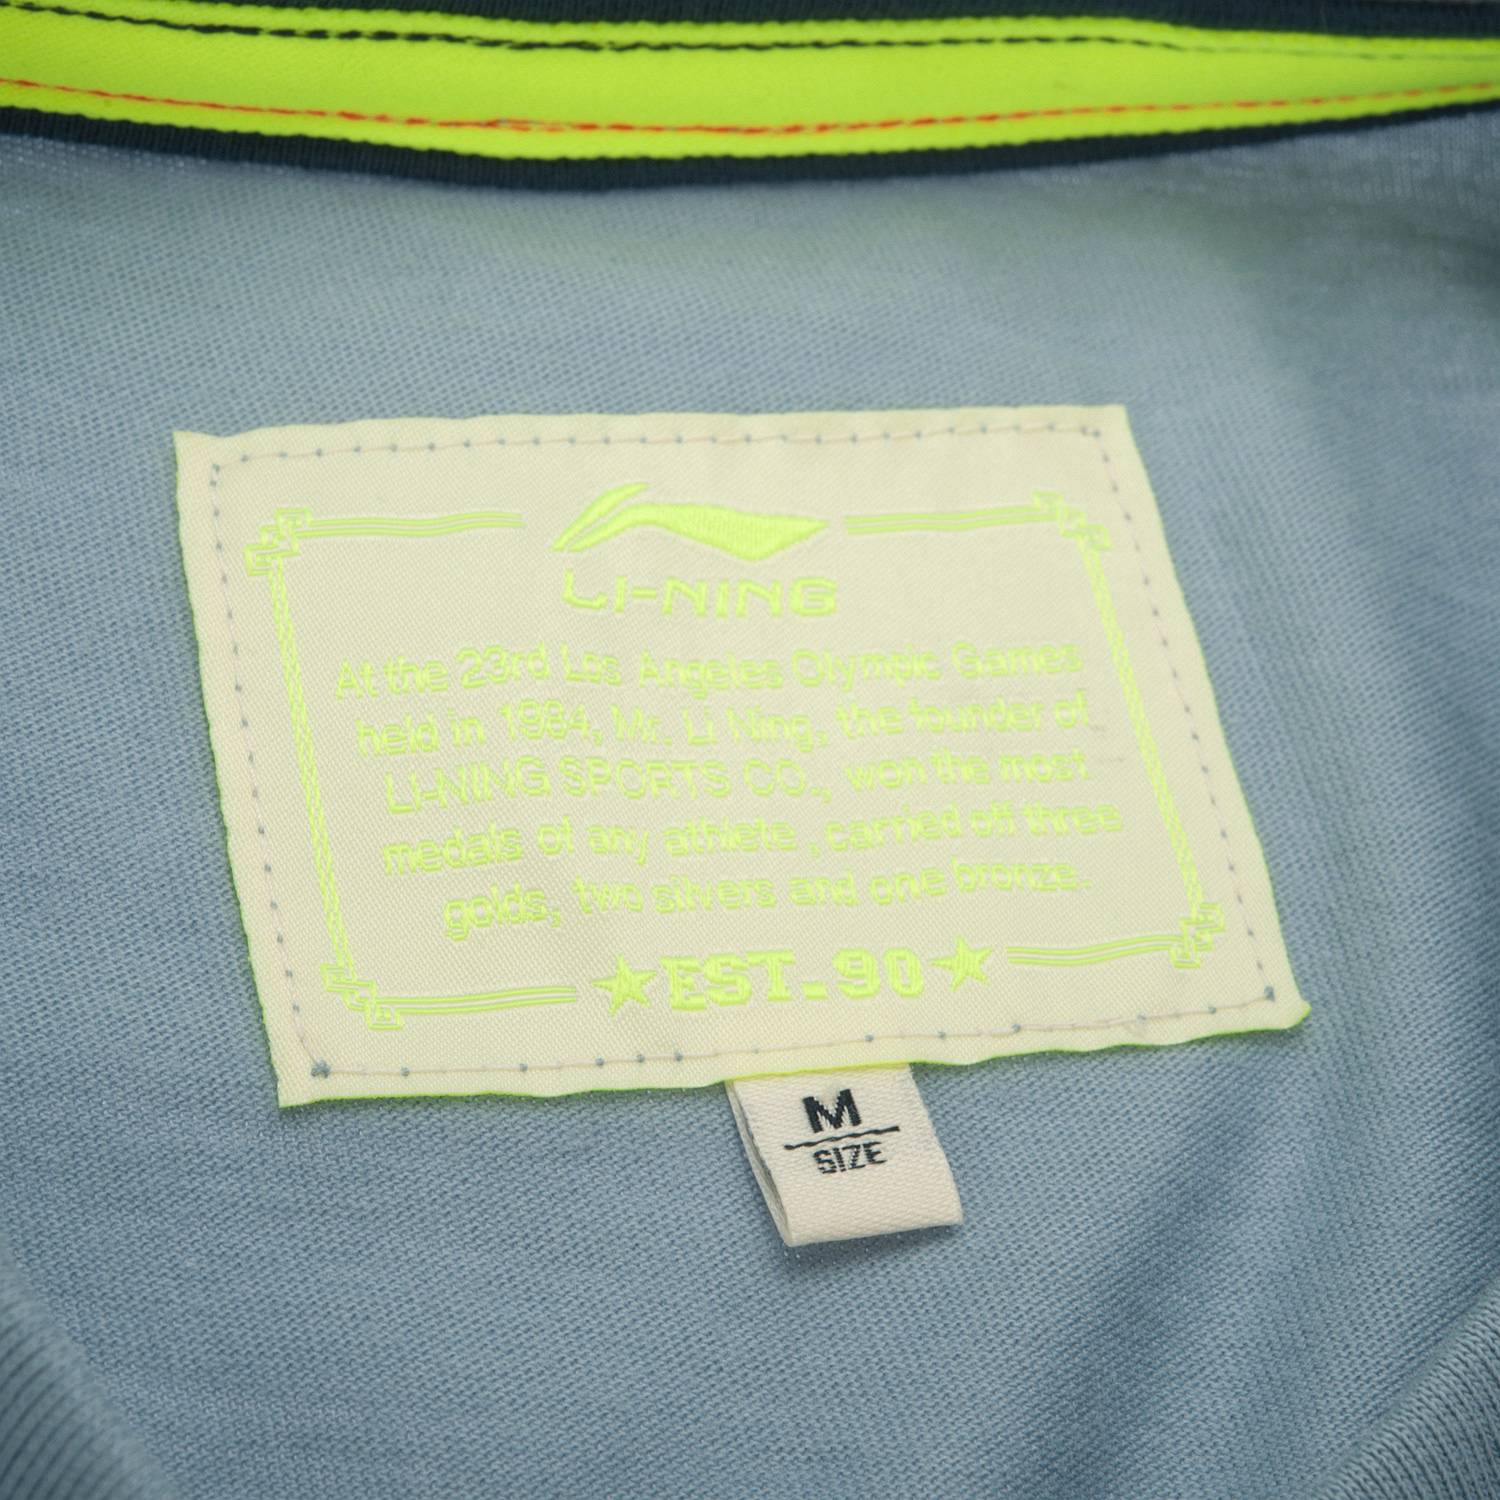 LI-NING
At the 23rd Los Angeles Olympic Games
held in 1984, Mr. Li Ning, the founder of
LI-NING SPORTS CO., won the most
medals of any athlete , carried off three
golds, two silvers and one bronze.
★EST-90★
M
SIZE